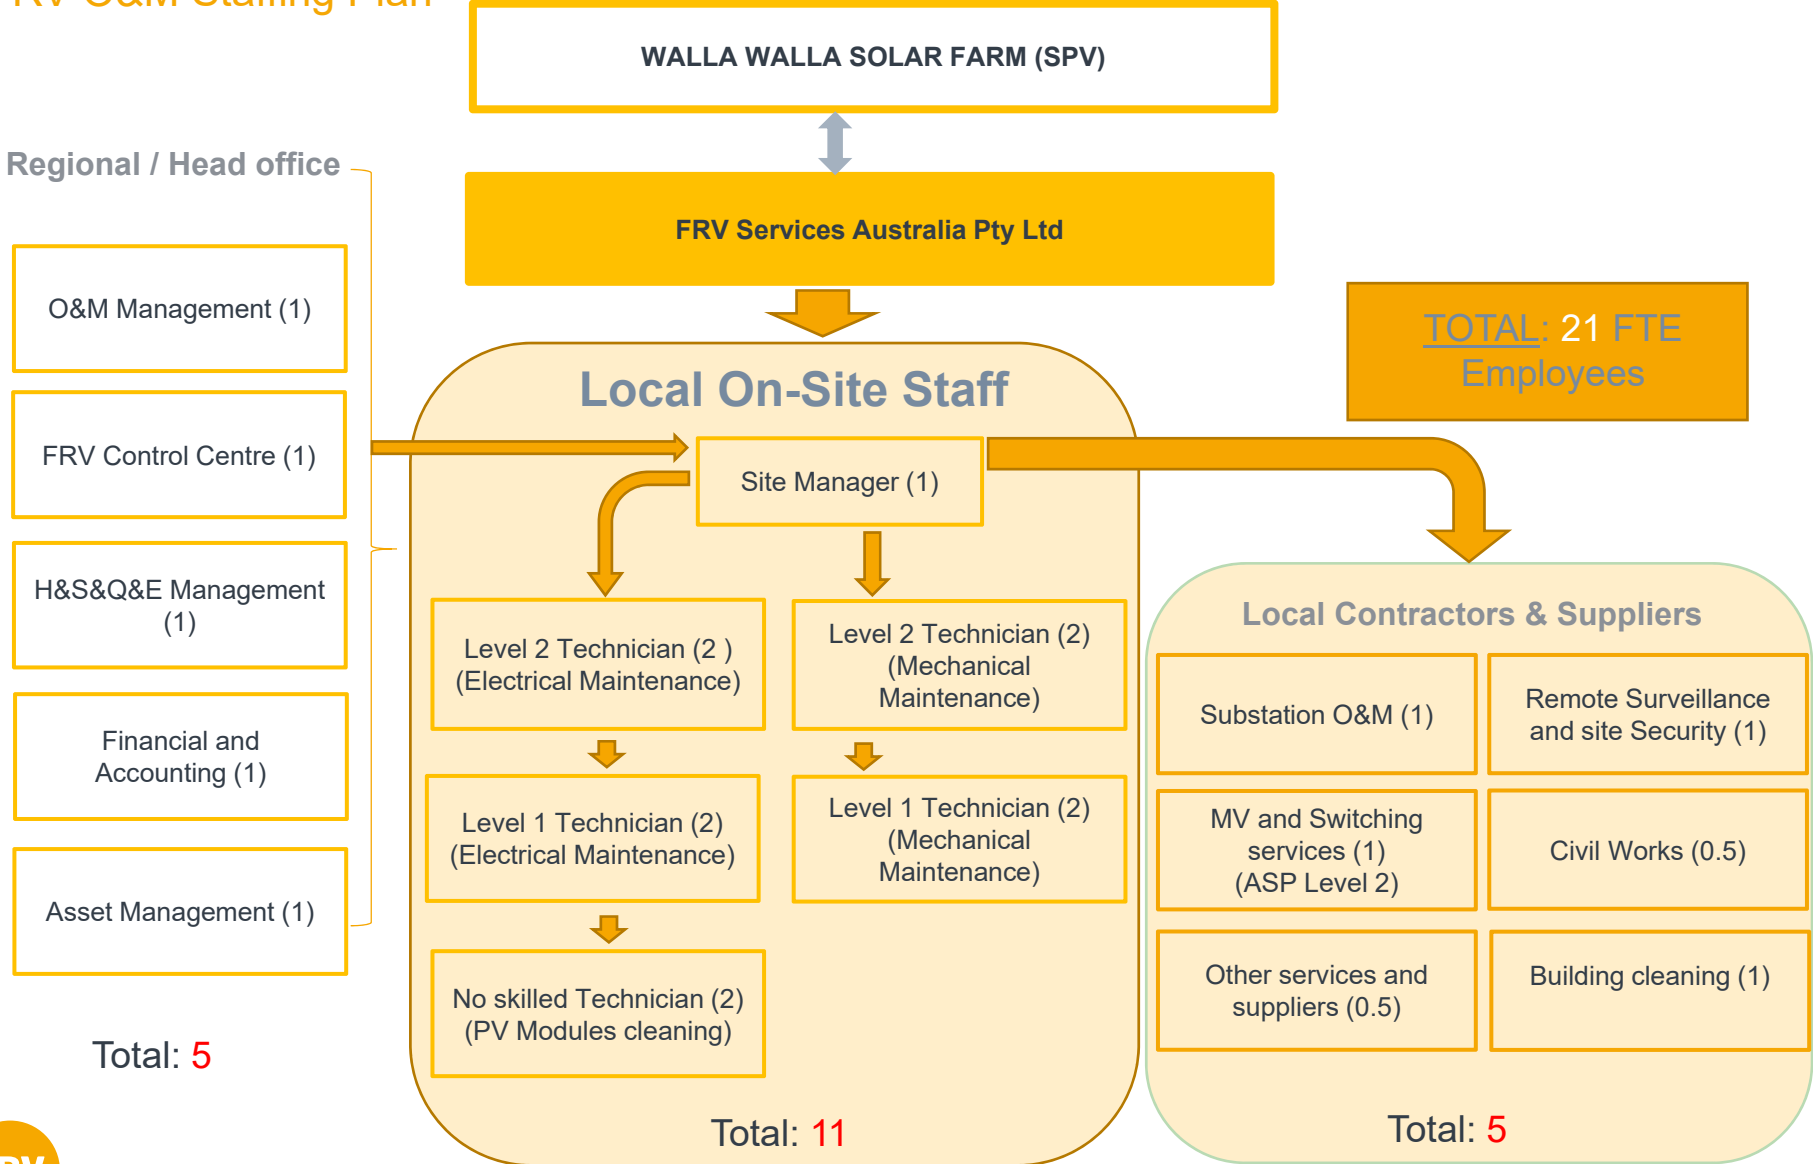 RV O&M Staffing Plan
WALLA WALLA SOLAR FARM (SPV)
Regional / Head office
FRV Services Australia Pty Ltd
O&M Management (1)
FRV Control Centre (1)
H&S&Q&E Management
(1)
Financial and
Accounting (1)
Asset Management (1)
Total: 5
TOTAL: 21 FTE
Employees
Local On-Site Staff
Site Manager (1)
Level 2 Technician (2 )
(Electrical Maintenance)
Level 2 Technician (2)
(Mechanical
Maintenance)
Level 1 Technician (2)
(Electrical Maintenance)
Level 1 Technician (2)
(Mechanical
Maintenance)
No skilled Technician (2)
(PV Modules cleaning)
Total: 11
Local Contractors & Suppliers
Substation O&M (1)
Remote Surveillance
and site Security (1)
MV and Switching
services (1)
(ASP Level 2)
Civil Works (0.5)
Other services and
suppliers (0.5)
Building cleaning (1)
Total: 5